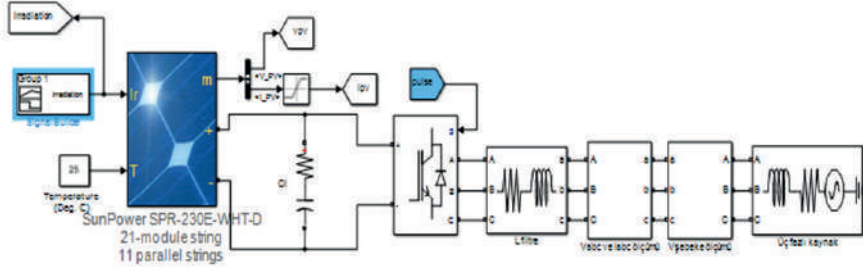 Irradiation
Vpv
Group 1
Irradiation
Signal Builder
Ir
m
<V_PV>
<I_PV>
Ipv
pulse
T
+
-
25
Temperature
(Deg. C)
SunPower SPR-230E-WHT-D
21-module string
11 parallel strings
Ci
+
+
-
g
A
B
C
A a
B b
C c
L filtre
A a
B b
C c
Vabc ve Iabc ölçümü
A a
B b
C c
Vşebeke ölçümü
A
B
C
Üç fazlı kaynak